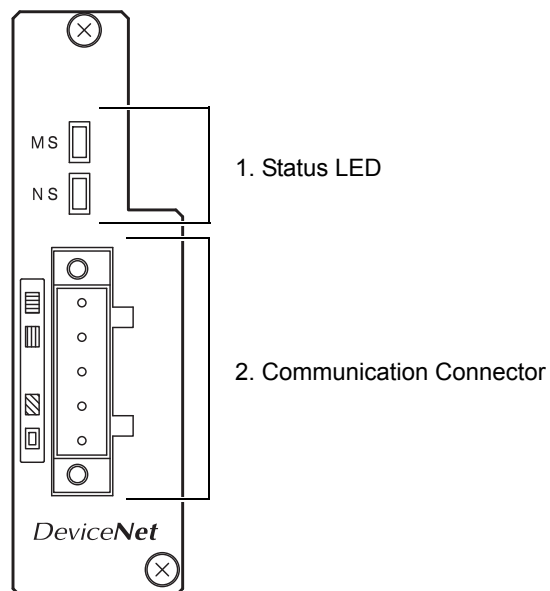 MS
1. Status LED
NS
2. Communication Connector
DeviceNet